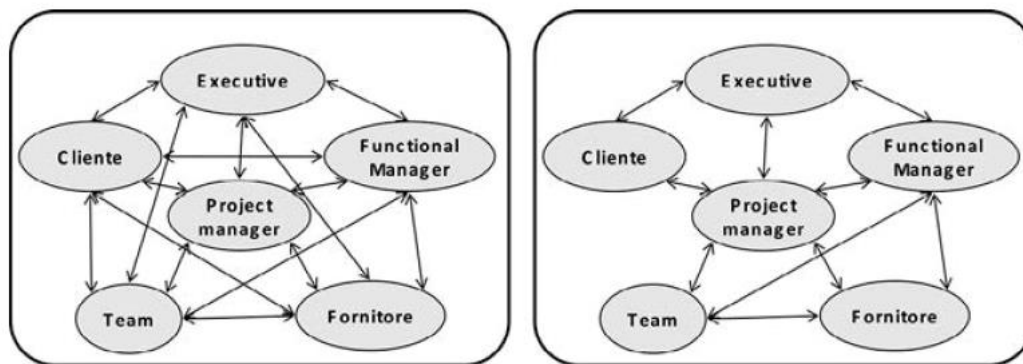 Executive
Cliente
Functional
Manager
Project
manager
Team
Fornitore
Executive
Cliente
Functional
Manager
Project
manager
Team
Fornitore